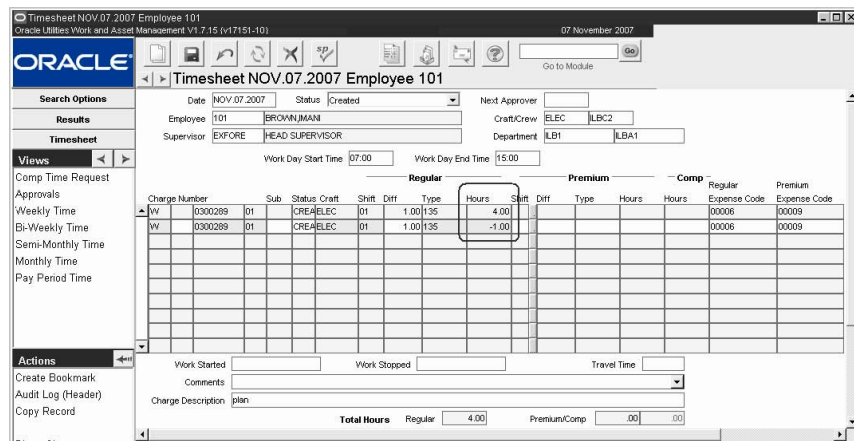 Timesheet NOV.07.2007 Employee 101
Oracle Utilities Work and Asset Management V1.7.15 (v17151-10) 07 November 2007
ORACLE
sp
Go
Go to Module
Timesheet NOV.07.2007 Employee 101
Search Options
Results
Timesheet
Views
Comp Time Request
Approvals
Weekly Time
Bi-Weekly Time
Semi-Monthly Time
Monthly Time
Pay Period Time
Actions
Create Bookmark
Audit Log (Header)
Copy Record
Date NOV.07.2007 Status Created Next Approver
Employee 101 BROWN,IMANI Craft/Crew ELEC ILBC2
Supervisor EXFORE HEAD SUPERVISOR Department ILB1 ILBA1
Work Day Start Time 07:00 Work Day End Time 15:00
Regular Premium Comp
Regular Premium
Charge Number Sub Status Craft Shift Diff Type Hours Shift Diff Type Hours Hours Expense Code Expense Code
W 0300289 01 CREA ELEC 01 1.00 135 4.00 00006 00009
W 0300289 01 CREA ELEC 01 1.00 135 -1.00 00006 00009
Work Started Work Stopped Travel Time
Comments
Charge Description plan
Total Hours Regular 4.00 Premium/Comp .00 .00